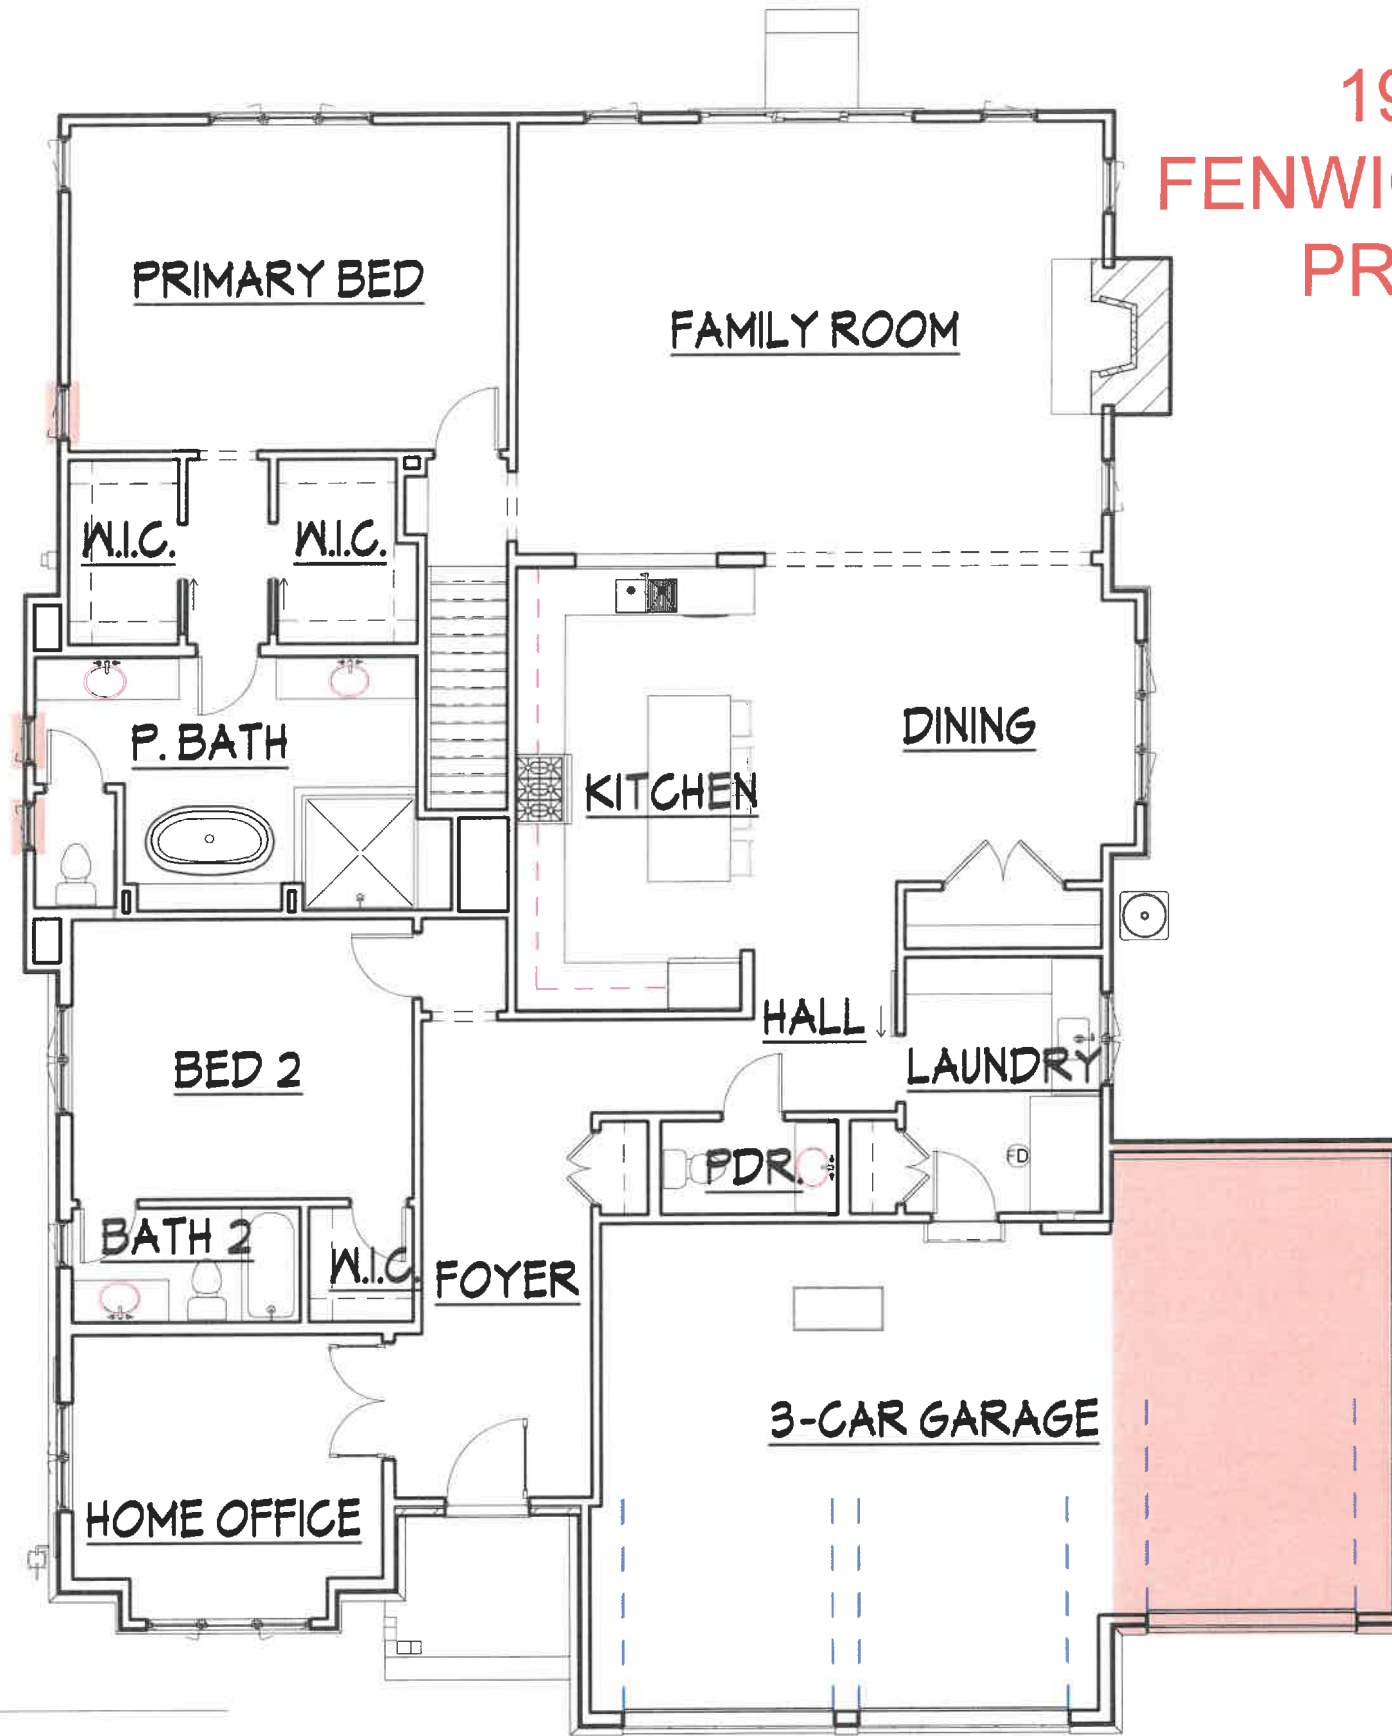 19
FENWI
PR
PRIMARY BED
FAMILY ROOM
W.I.C.
W.I.C.
P. BATH
DINING
KITCHEN
HALL
LAUNDRY
BED 2
PDR.
FD
BATH 2
W.I.C.
FOYER
3-CAR GARAGE
HOME OFFICE